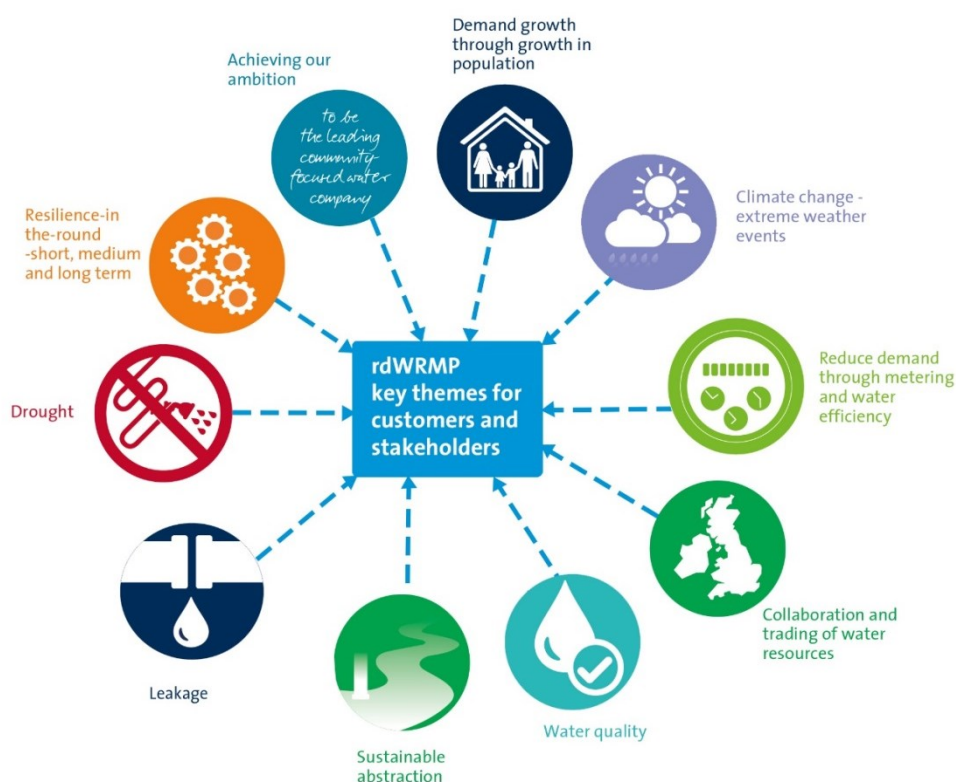 Demand growth
through growth in
population
Achieving our
ambition
to be
the leading
community-
focused water
company
Climate change -
extreme weather
events
Resilience-in
the-round
-short, medium
and long term
rdWRMP
key themes for
customers and
stakeholders
Reduce demand
through metering
and water
efficiency
Drought
Collaboration and
trading of water
resources
Leakage
Water quality
Sustainable
abstraction